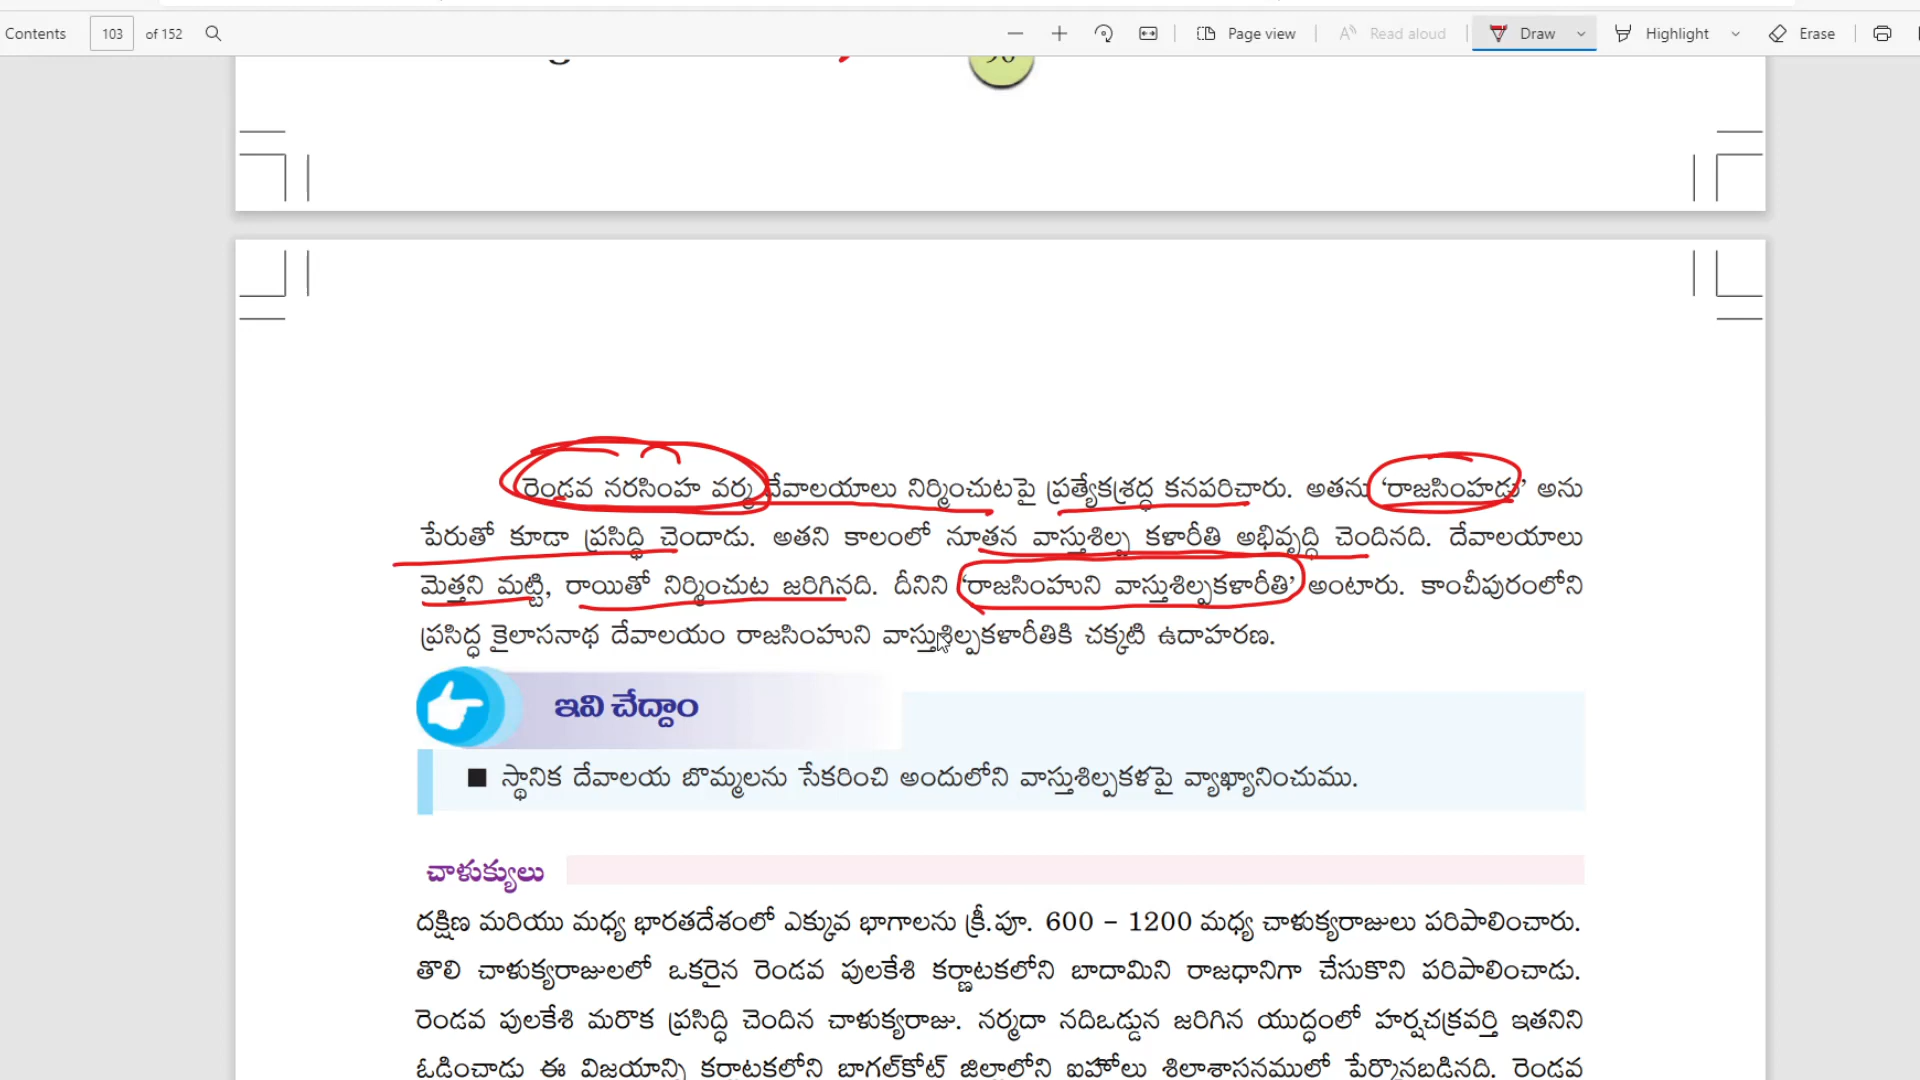 Contents 103 of 152 Page view Read aloud Draw Highlight Erase
రెండవ నరసింహ వర్మ దేవాలయాలు నిర్మించుటపై ప్రత్యేకశ్రద్ధ కనపరిచారు. అతను ‘రాజసింహడు’ అను
పేరుతో కూడా ప్రసిద్ధి చెందాడు. అతని కాలంలో నూతన వాస్తుశిల్ప కళారీతి అభివృద్ధి చెందినది. దేవాలయాలు
మెత్తని మట్టి, రాయితో నిర్మించుట జరిగినది. దీనిని ‘రాజసింహుని వాస్తుశిల్పకళారీతి’ అంటారు. కాంచీపురంలోని
ప్రసిద్ధ కైలాసనాథ దేవాలయం రాజసింహుని వాస్తుశిల్పకళారీతికి చక్కటి ఉదాహరణ.
ఇవి చేద్దాం
■ స్థానిక దేవాలయ బొమ్మలను సేకరించి అందులోని వాస్తుశిల్పకళపై వ్యాఖ్యానించుము.
చాళుక్యులు
దక్షిణ మరియు మధ్య భారతదేశంలో ఎక్కువ భాగాలను క్రీ.పూ. 600 – 1200 మధ్య చాళుక్యరాజులు పరిపాలించారు.
తొలి చాళుక్యరాజులలో ఒకరైన రెండవ పులకేశి కర్ణాటకలోని బాదామిని రాజధానిగా చేసుకొని పరిపాలించాడు.
రెండవ పులకేశి మరొక ప్రసిద్ధి చెందిన చాళుక్యరాజు. నర్మదా నదిఒడ్డున జరిగిన యుద్ధంలో హర్షచక్రవర్తి ఇతనిని
ఓడించాడు ఈ విజయాన్ని కర్ణాటకలోని బాగల్‌కోట్ జిల్లాలోని ఐహోలు శిలాశాసనములో పేర్కొనబడినది. రెండవ